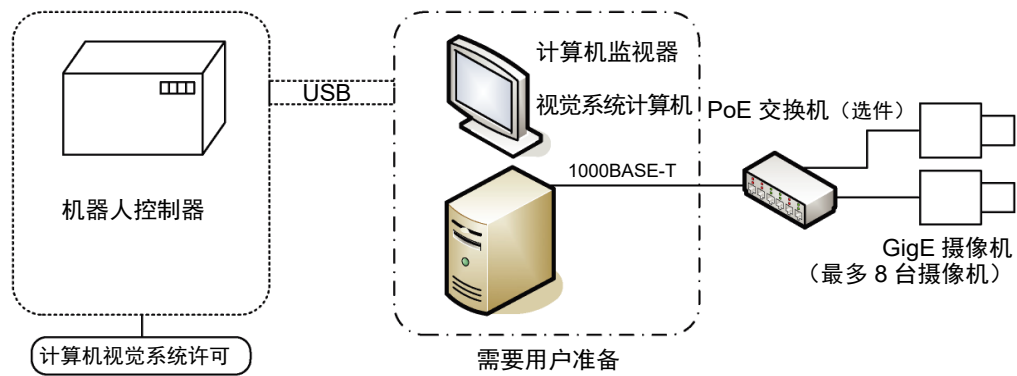 计算机监视器
USB
视觉系统计算机
PoE 交换机（选件）
1000BASE-T
机器人控制器
GigE 摄像机
（最多 8 台摄像机）
计算机视觉系统许可
需要用户准备